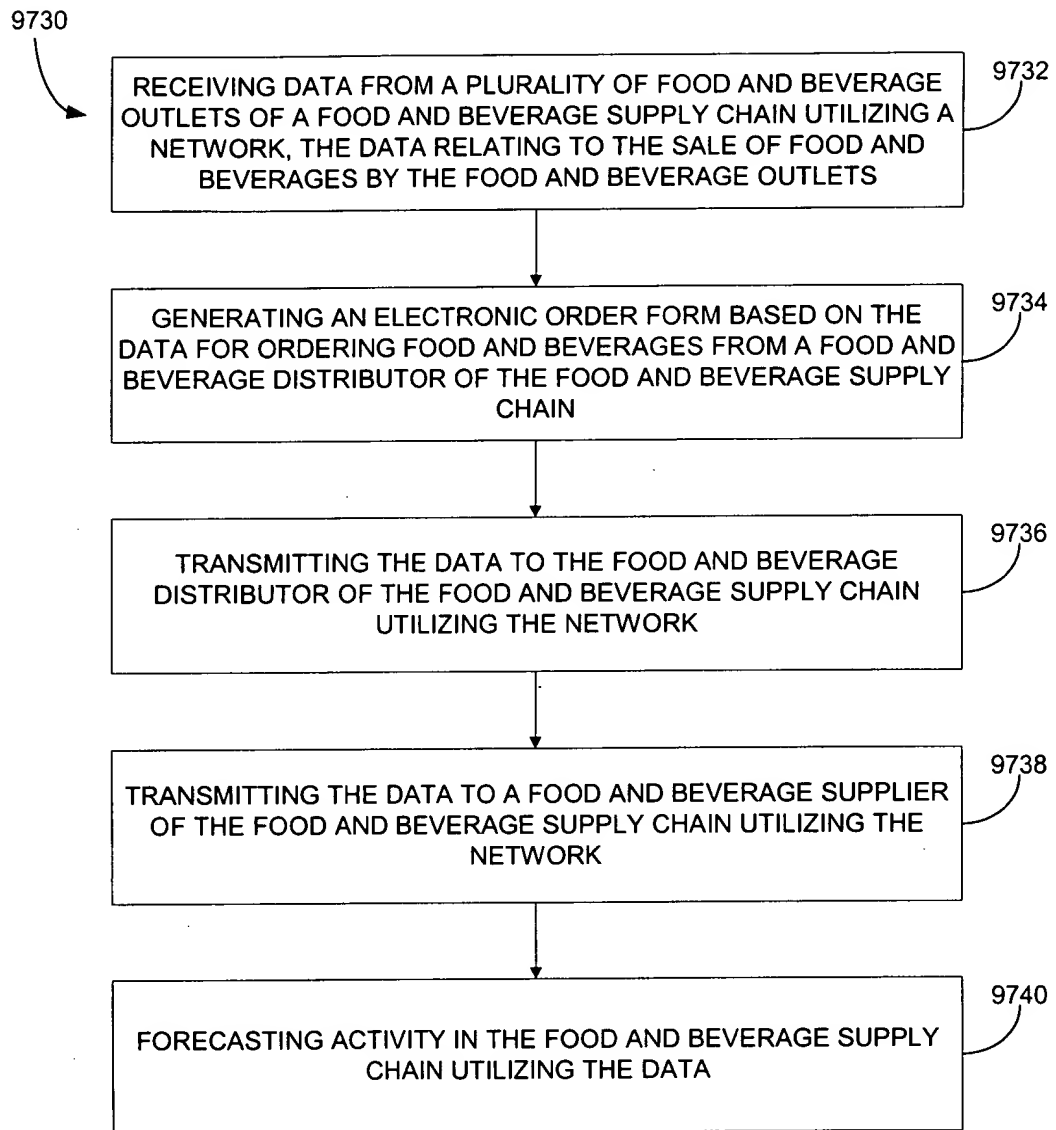 9730
9732
RECEIVING DATA FROM A PLURALITY OF FOOD AND BEVERAGE
OUTLETS OF A FOOD AND BEVERAGE SUPPLY CHAIN UTILIZING A
NETWORK, THE DATA RELATING TO THE SALE OF FOOD AND
BEVERAGES BY THE FOOD AND BEVERAGE OUTLETS
9734
GENERATING AN ELECTRONIC ORDER FORM BASED ON THE
DATA FOR ORDERING FOOD AND BEVERAGES FROM A FOOD AND
BEVERAGE DISTRIBUTOR OF THE FOOD AND BEVERAGE SUPPLY
CHAIN
9736
TRANSMITTING THE DATA TO THE FOOD AND BEVERAGE
DISTRIBUTOR OF THE FOOD AND BEVERAGE SUPPLY CHAIN
UTILIZING THE NETWORK
9738
TRANSMITTING THE DATA TO A FOOD AND BEVERAGE SUPPLIER
OF THE FOOD AND BEVERAGE SUPPLY CHAIN UTILIZING THE
NETWORK
9740
FORECASTING ACTIVITY IN THE FOOD AND BEVERAGE SUPPLY
CHAIN UTILIZING THE DATA